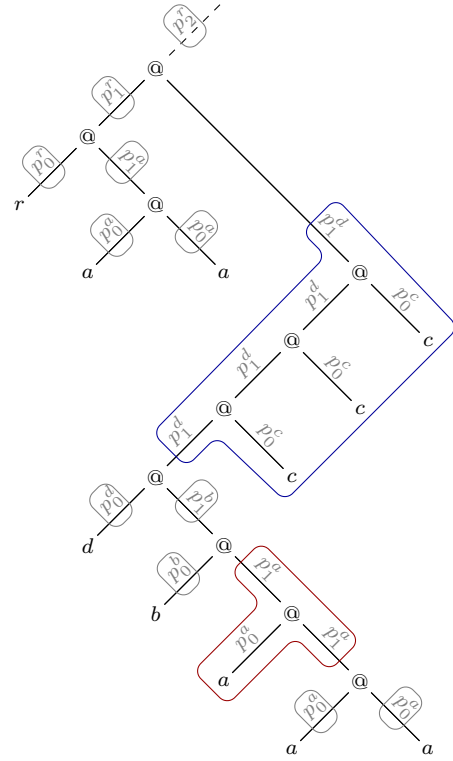 p_2^r
@
p_1^r
@
p_0^r p_1^a
r @
p_0^a p_0^a p_1^d
a a @
p_1^d p_0^c
@ c
p_1^d p_0^c
@ c
p_1^d p_0^c
@ c
p_0^d p_1^b
d @
p_0^b p_1^a
b @
p_0^a p_1^a
a @
p_0^a p_0^a
a a